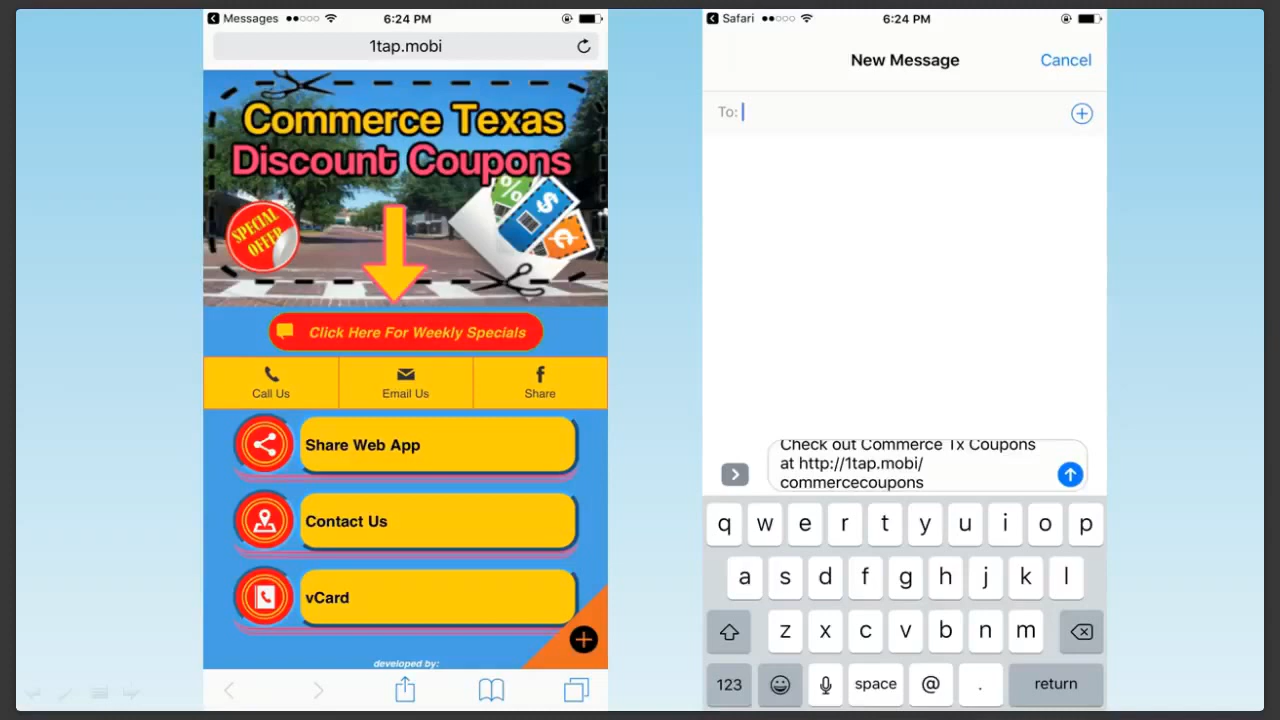 Messages
6:24 PM
1tap.mobi
Commerce Texas
Discount Coupons
%
$
SPECIAL
OFFER
Click Here For Weekly Specials
Call Us
Email Us
Share
Share Web App
Contact Us
vCard
developed by:
Safari
6:24 PM
New Message
Cancel
To:
Check out Commerce Tx Coupons
at http://1tap.mobi/
commercecoupons
q w e r t y u i o p
a s d f g h j k l
z x c v b n m
123 space @ . return